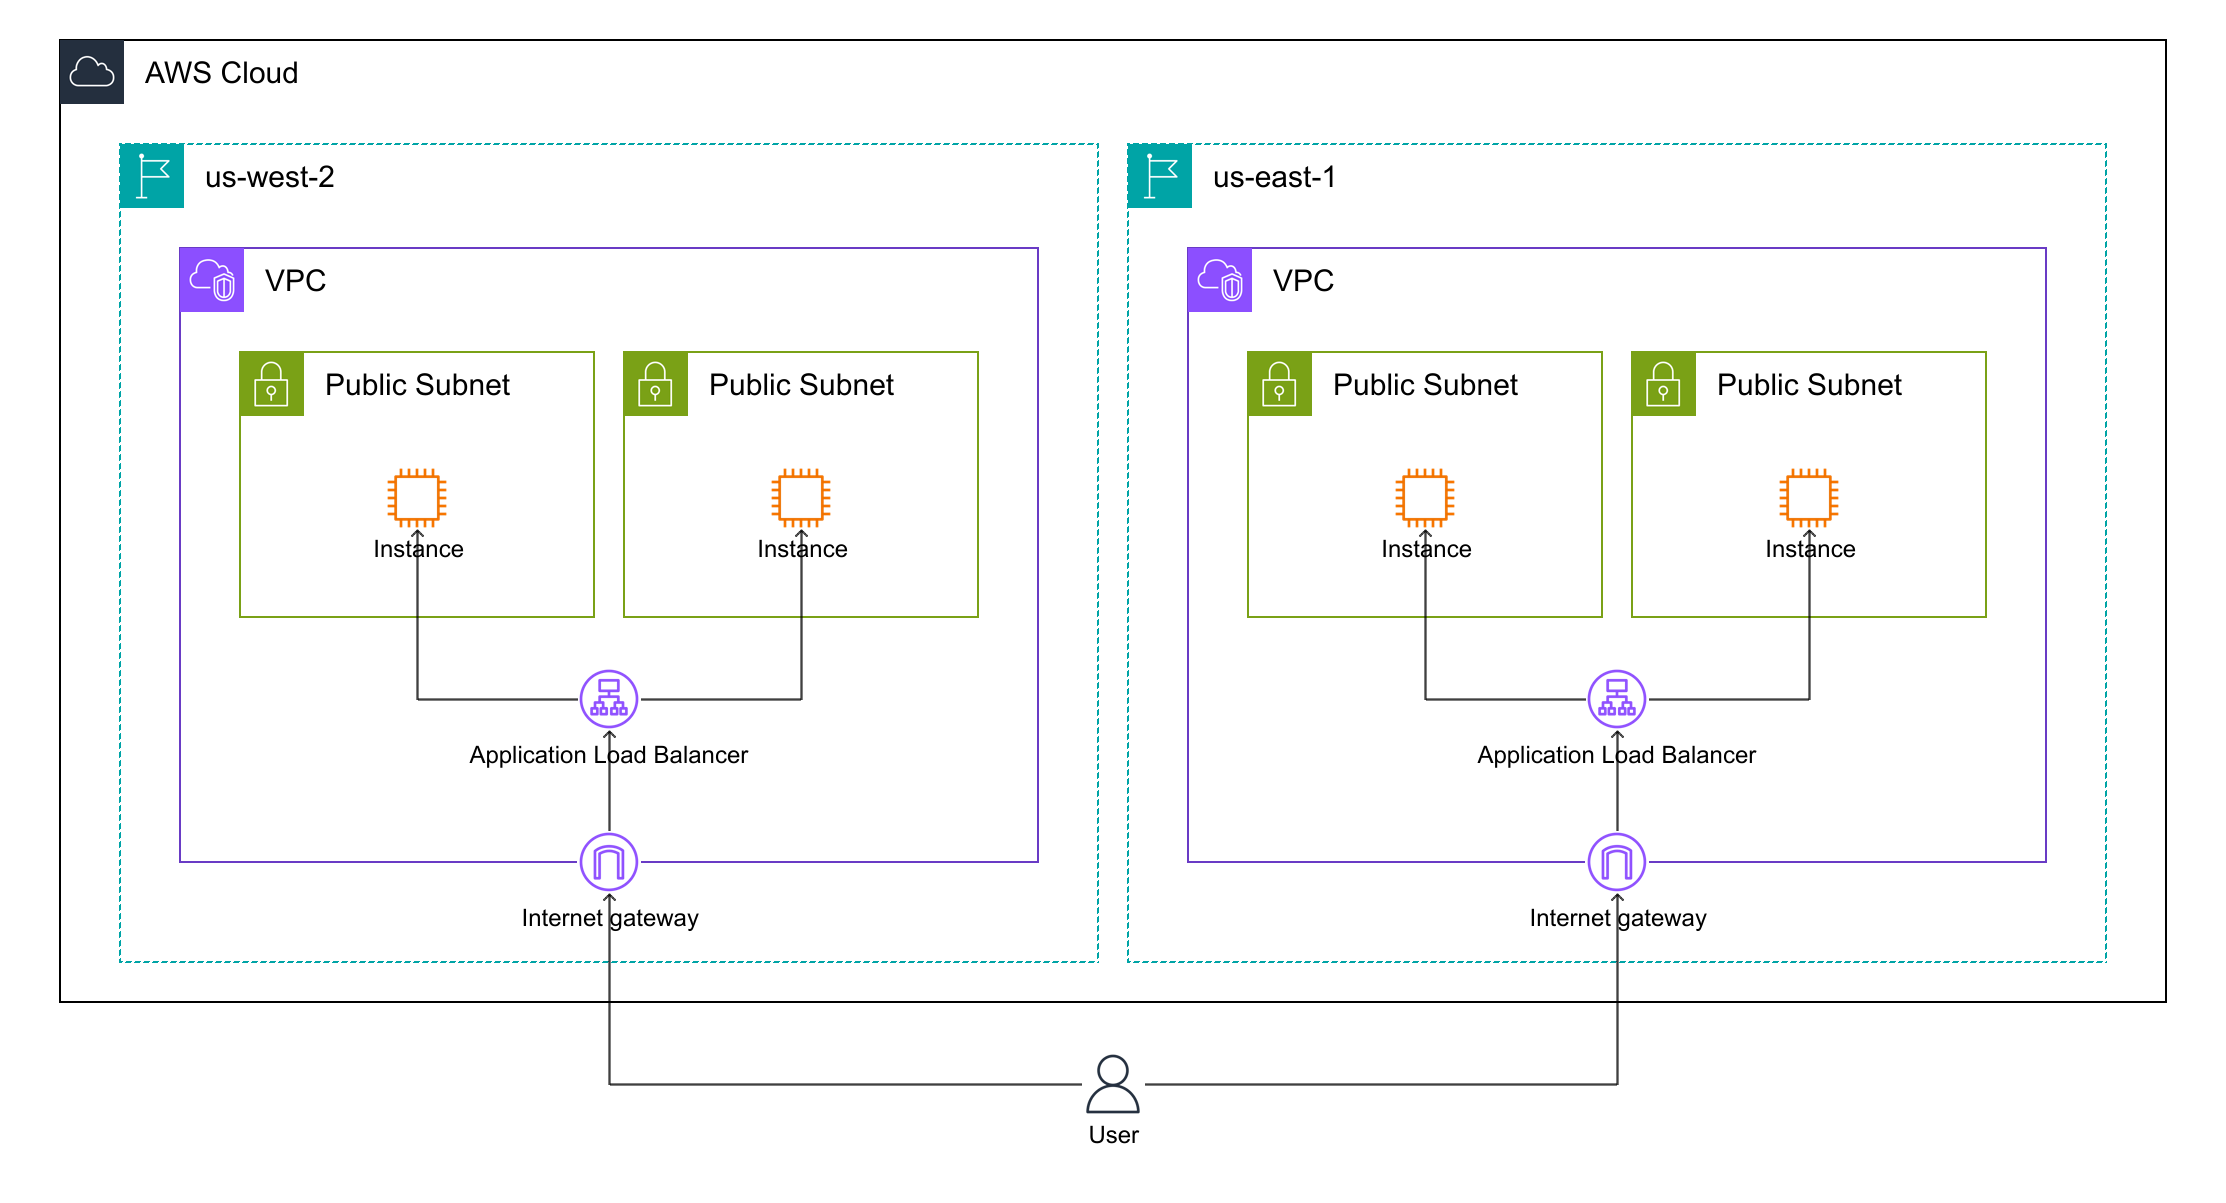 AWS Cloud
us-west-2
VPC
Public Subnet
Public Subnet
Instance
Instance
Application Load Balancer
Internet gateway
us-east-1
VPC
Public Subnet
Public Subnet
Instance
Instance
Application Load Balancer
Internet gateway
User